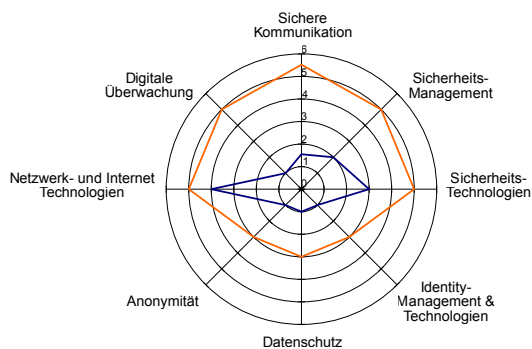 Sichere
Kommunikation
Digitale
Überwachung
Sicherheits-
Management
6
5
4
3
2
1
0
Netzwerk- und Internet
Technologien
Sicherheits-
Technologien
Anonymität
Identity-
Management &
Technologien
Datenschutz